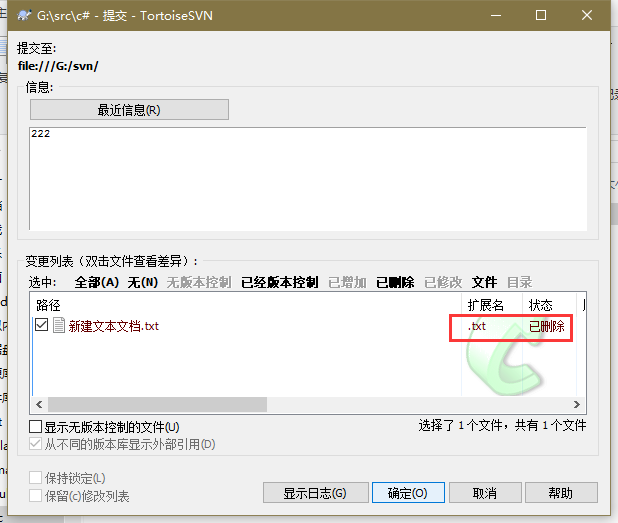 G:\src\c# - 提交 - TortoiseSVN
提交至:
file:///G:/svn/
信息:
最近信息(R)
222
变更列表（双击文件查看差异）:
选中: 全部(A) 无(N) 无版本控制 已经版本控制 已增加 已删除 已修改 文件 目录
路径 扩展名 状态
新建文本文档.txt .txt 已删除
显示无版本控制的文件(U) 选择了 1 个文件，共有 1 个文件
从不同的版本库显示外部引用(D)
保持锁定(L)
保留(c)修改列表
显示日志(G) 确定(O) 取消 帮助